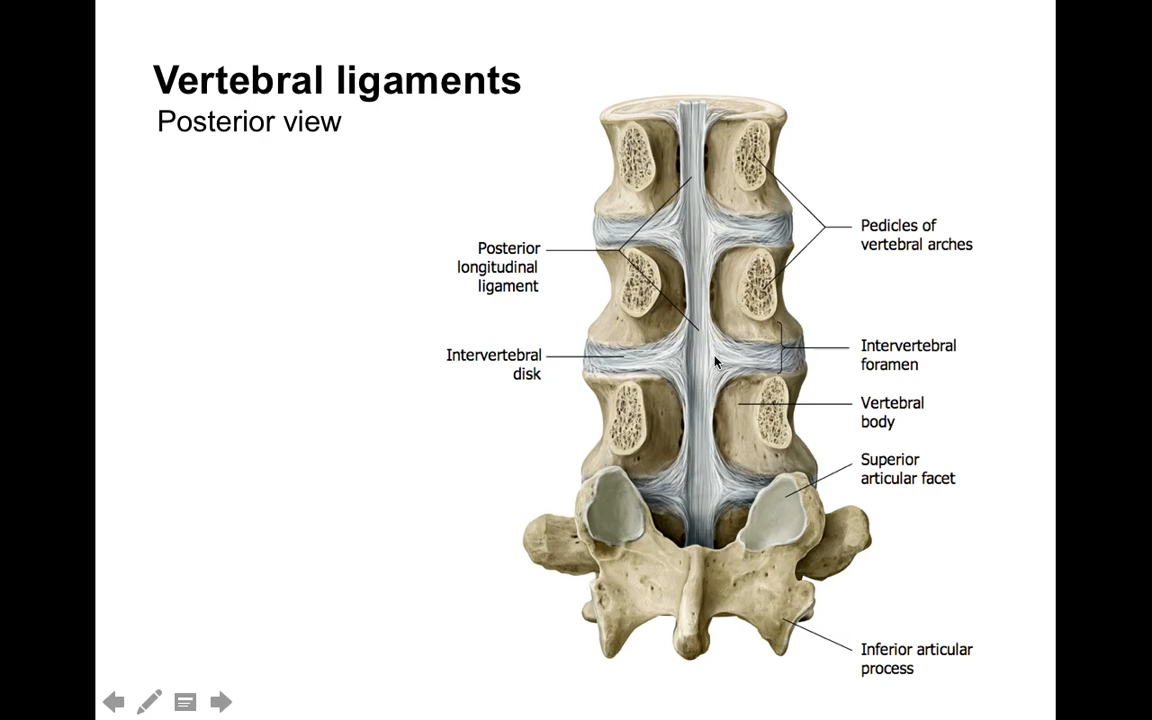 Vertebral ligaments
Posterior view
Posterior
longitudinal
ligament
Intervertebral
disk
Pedicles of
vertebral arches
Intervertebral
foramen
Vertebral
body
Superior
articular facet
Inferior articular
process